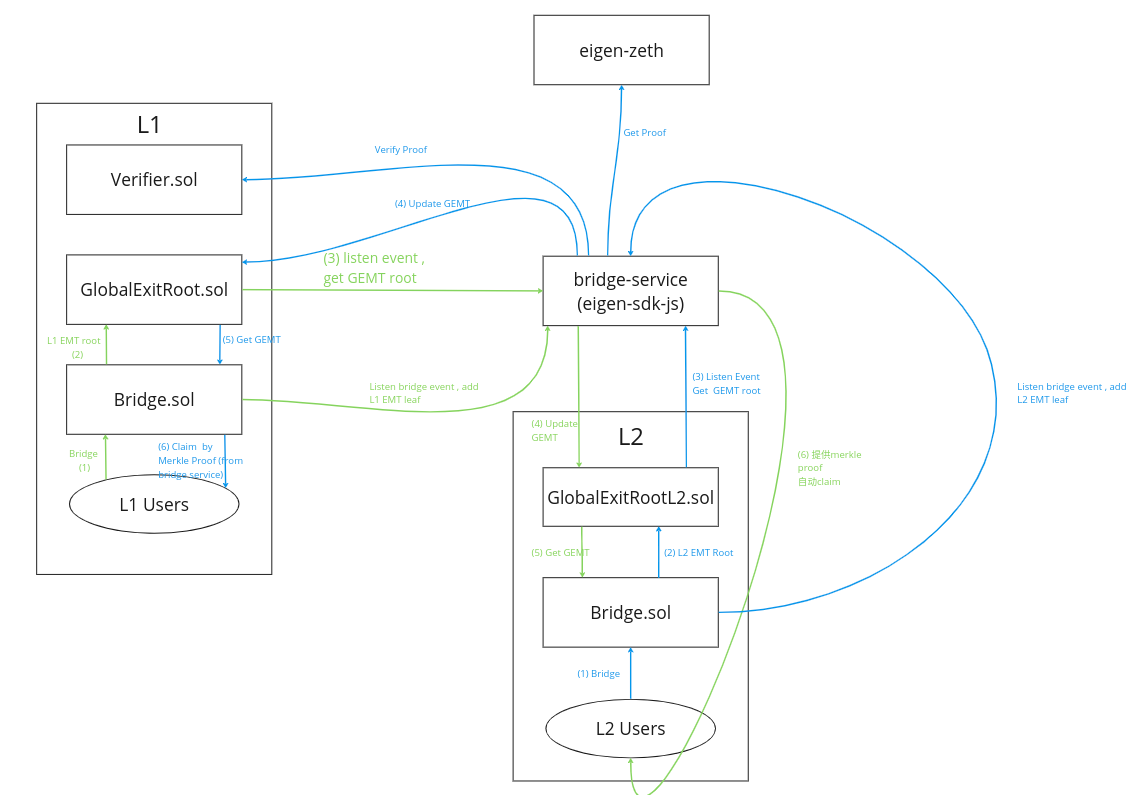 eigen-zeth
L1
Get Proof
Verify Proof
Verifier.sol
(4) Update GEMT
(3) listen event ,
get GEMT root
bridge-service
(eigen-sdk-js)
GlobalExitRoot.sol
L1 EMT root
(2)
(5) Get GEMT
Bridge.sol
Listen bridge event , add
L1 EMT leaf
(3) Listen Event
Get  GEMT root
Listen bridge event , add
L2 EMT leaf
(4) Update
GEMT
L2
Bridge
(1)
(6) Claim  by
Merkle Proof (from
bridge service)
L1 Users
(6) 提供merkle
proof
自动claim
GlobalExitRootL2.sol
(5) Get GEMT
(2) L2 EMT Root
Bridge.sol
(1) Bridge
L2 Users